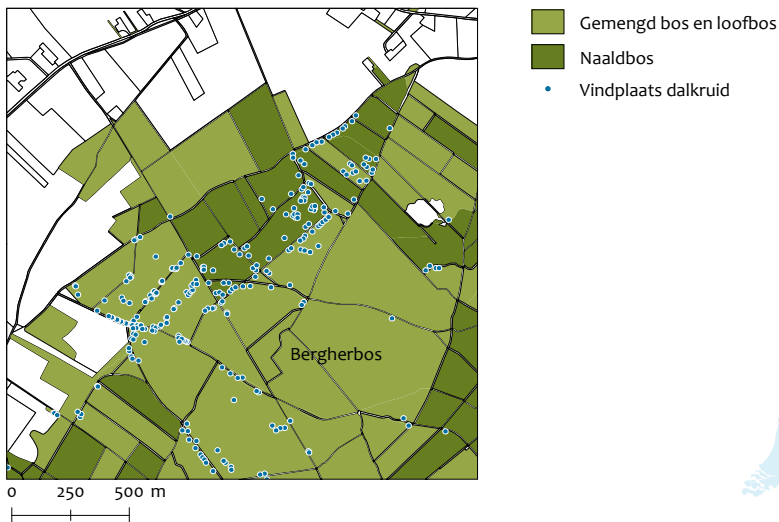 Gemengd bos en loofbos
Naaldbos
Vindplaats dalkruid
Bergherbos
0 250 500 m